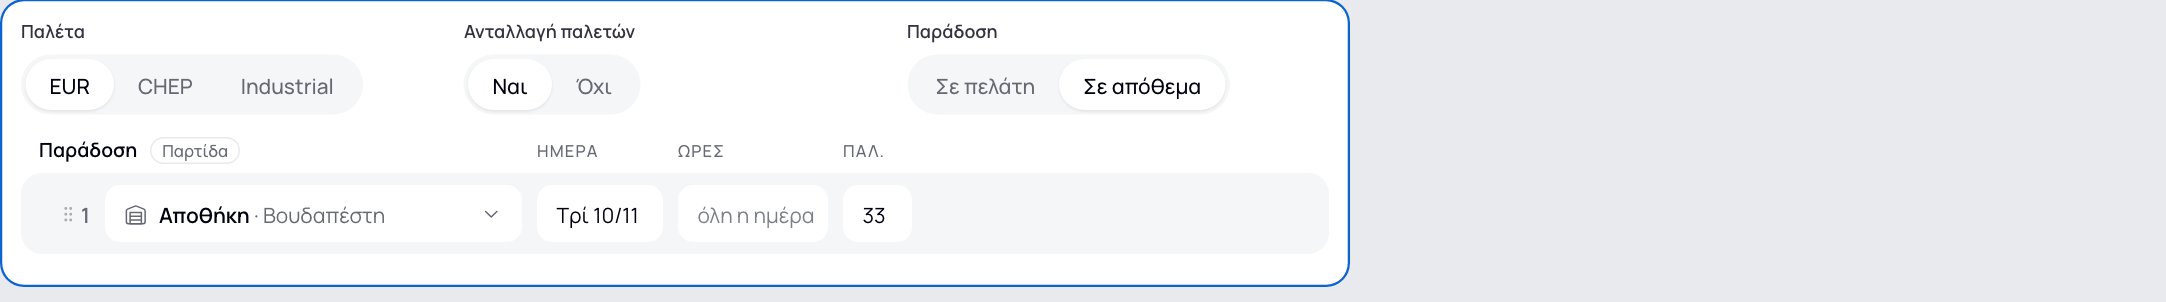 Παλέτα Ανταλλαγή παλετών Παράδοση
EUR CHEP Industrial Ναι Όχι Σε πελάτη Σε απόθεμα
Παράδοση Παρτίδα ΗΜΕΡΑ ΩΡΕΣ ΠΑΛ.
1 Αποθήκη · Βουδαπέστη Τρί 10/11 όλη η ημέρα 33